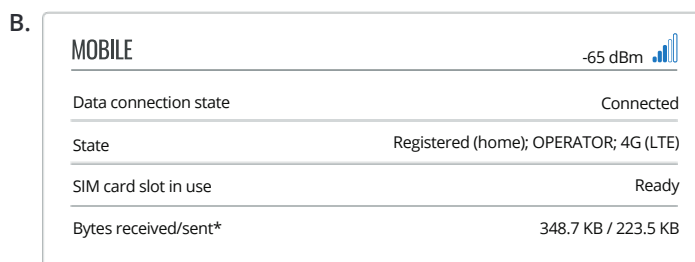 B.
MOBILE -65 dBm
Data connection state Connected
State Registered (home); OPERATOR; 4G (LTE)
SIM card slot in use Ready
Bytes received/sent* 348.7 KB / 223.5 KB